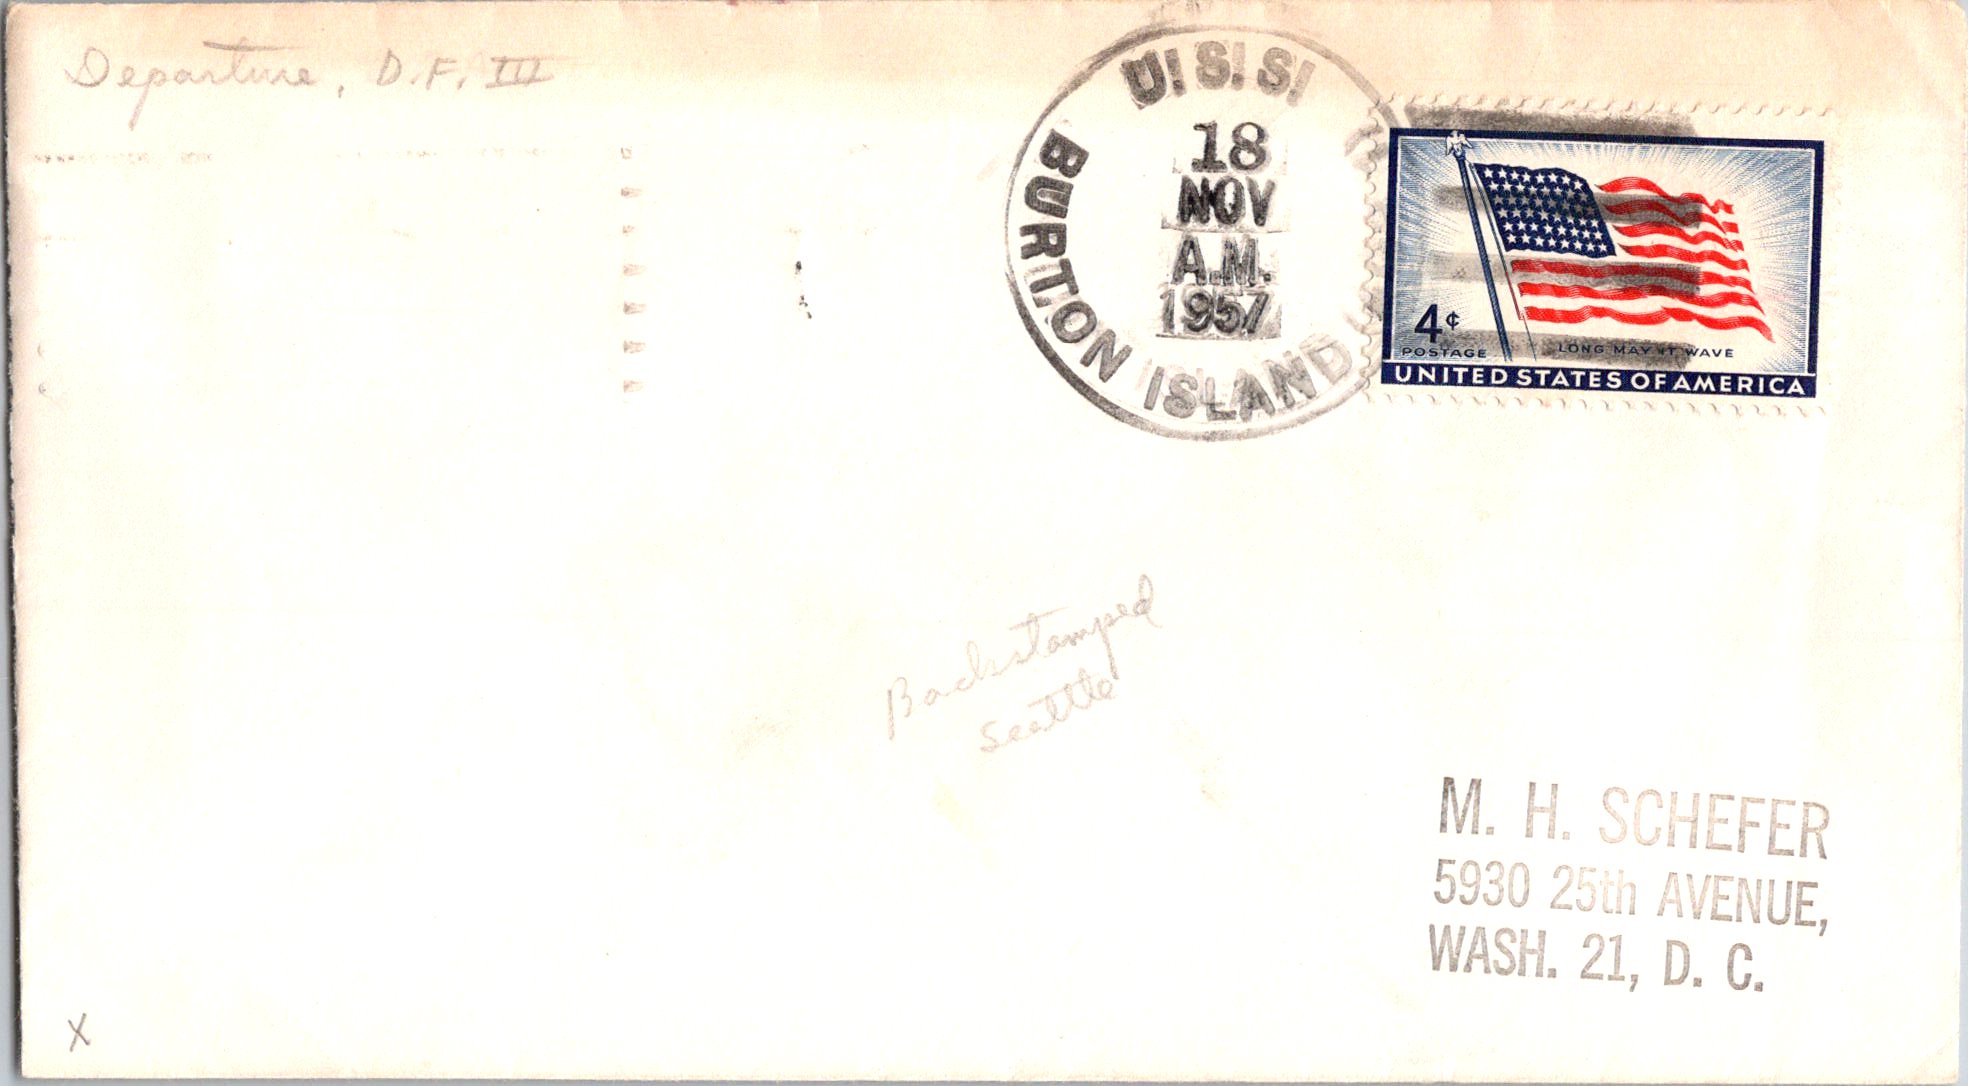 Departure, D.F. III
U.S.S.
BURTON ISLAND
18
NOV
A.M.
1957
4¢
POSTAGE
LONG MAY IT WAVE
UNITED STATES OF AMERICA
Backstamped
Seattle
M. H. SCHEFER
5930 25th AVENUE,
WASH. 21, D. C.
X